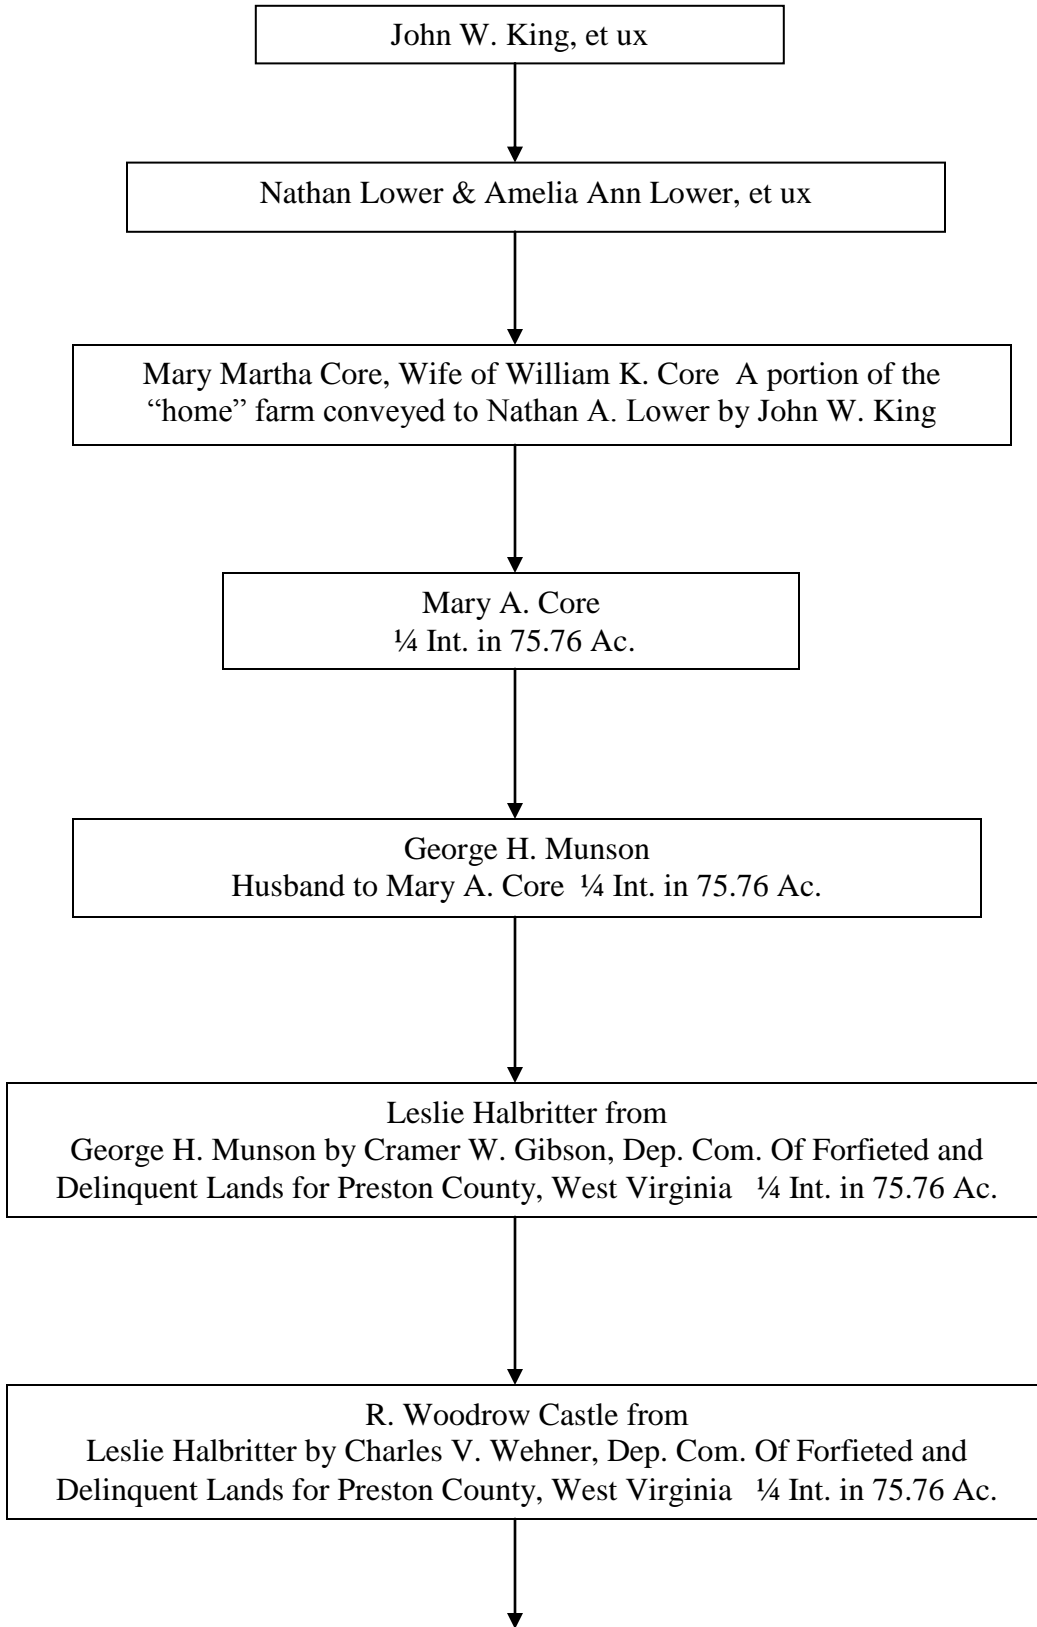 John W. King, et ux
Nathan Lower & Amelia Ann Lower, et ux
Mary Martha Core, Wife of William K. Core  A portion of the
“home” farm conveyed to Nathan A. Lower by John W. King
Mary A. Core
¼ Int. in 75.76 Ac.
George H. Munson
Husband to Mary A. Core  ¼ Int. in 75.76 Ac.
Leslie Halbritter from
George H. Munson by Cramer W. Gibson, Dep. Com. Of Forfieted and
Delinquent Lands for Preston County, West Virginia   ¼ Int. in 75.76 Ac.
R. Woodrow Castle from
Leslie Halbritter by Charles V. Wehner, Dep. Com. Of Forfieted and
Delinquent Lands for Preston County, West Virginia   ¼ Int. in 75.76 Ac.